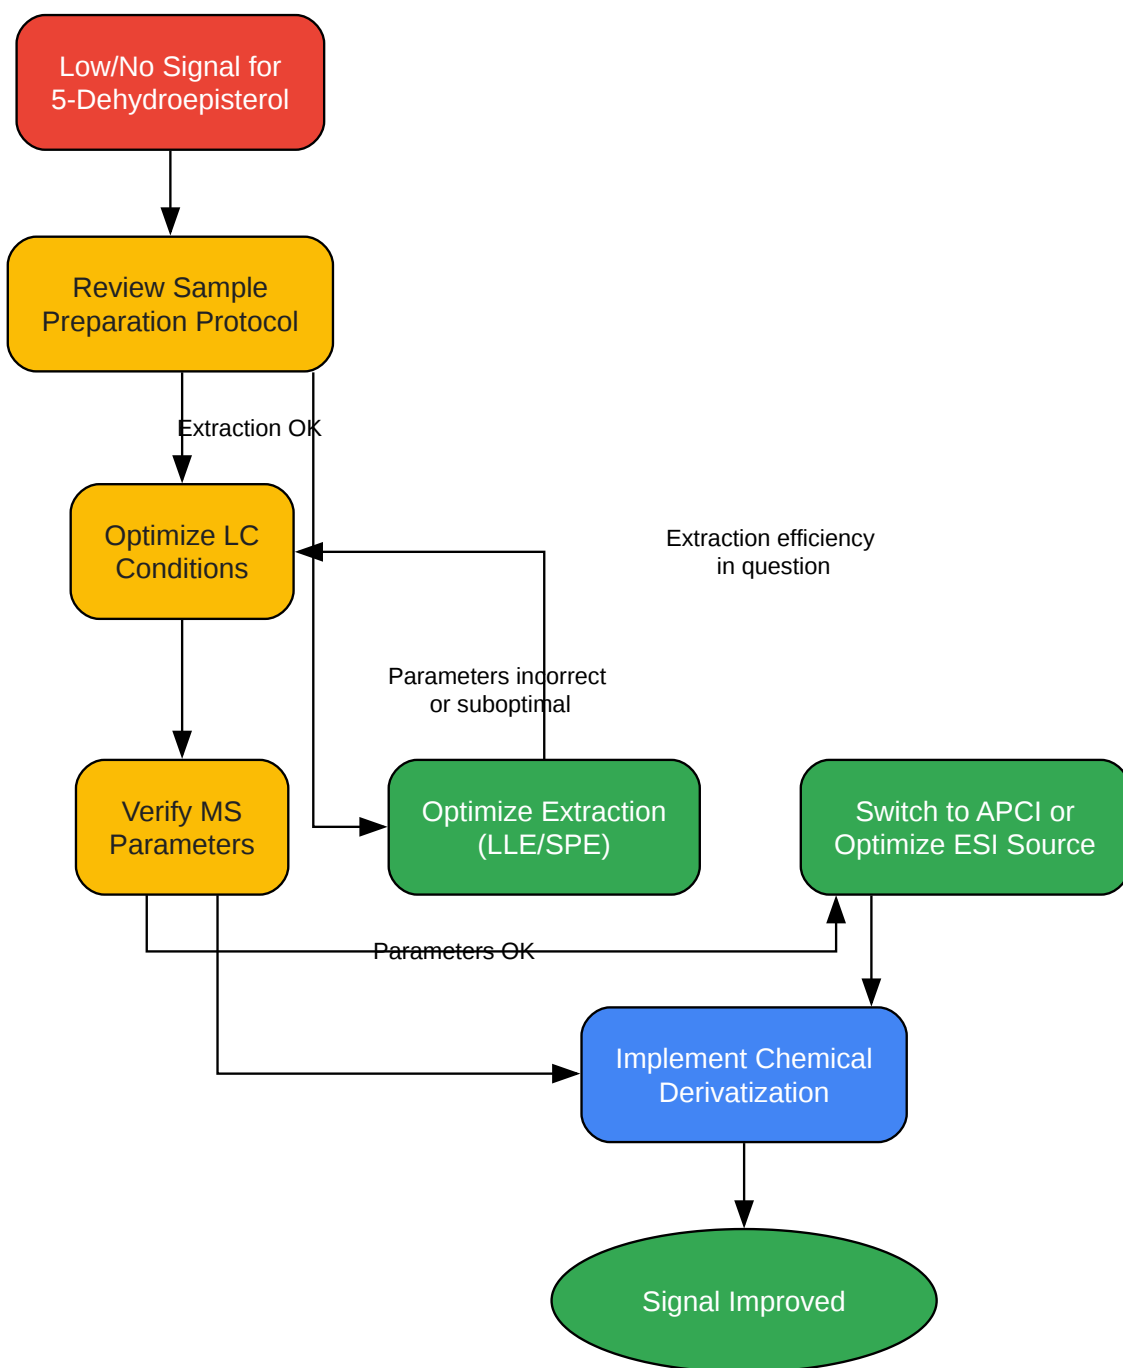 Low/No Signal for
5-Dehydroepisterol
Review Sample
Preparation Protocol
Extraction OK
Optimize LC
Conditions
Extraction efficiency
in question
Parameters incorrect
or suboptimal
Verify MS
Parameters
Optimize Extraction
(LLE/SPE)
Switch to APCI or
Optimize ESI Source
Parameters OK
Implement Chemical
Derivatization
Signal Improved